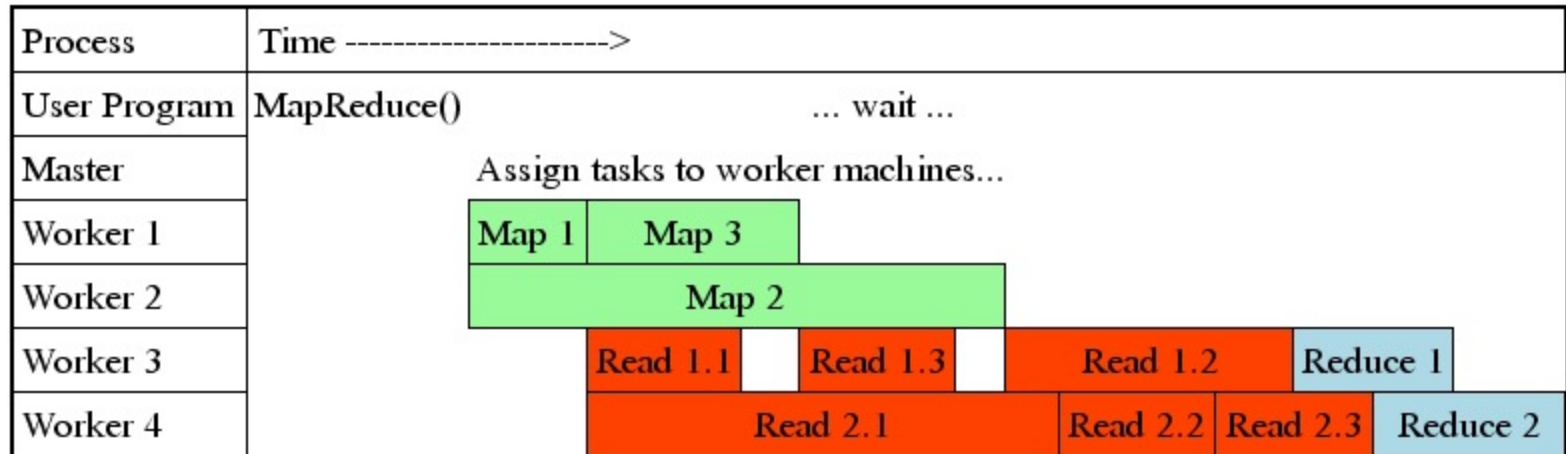 Process Time ---------------------->
User Program MapReduce() ... wait ...
Master Assign tasks to worker machines...
Worker 1 Map 1 Map 3
Worker 2 Map 2
Worker 3 Read 1.1 Read 1.3 Read 1.2 Reduce 1
Worker 4 Read 2.1 Read 2.2 Read 2.3 Reduce 2